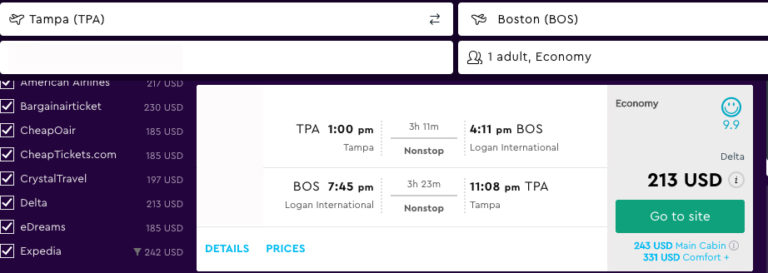 Tampa (TPA)
Boston (BOS)
1 adult, Economy
American Airlines 217 USD
Bargainairticket 230 USD
CheapOair 185 USD
CheapTickets.com 185 USD
CrystalTravel 197 USD
Delta 213 USD
eDreams 185 USD
Expedia 242 USD
TPA 1:00 pm 3h 11m 4:11 pm BOS
Tampa Nonstop Logan International
BOS 7:45 pm 3h 23m 11:08 pm TPA
Logan International Nonstop Tampa
DETAILS PRICES
Economy
9.9
Delta
213 USD i
Go to site
243 USD Main Cabin i
331 USD Comfort +